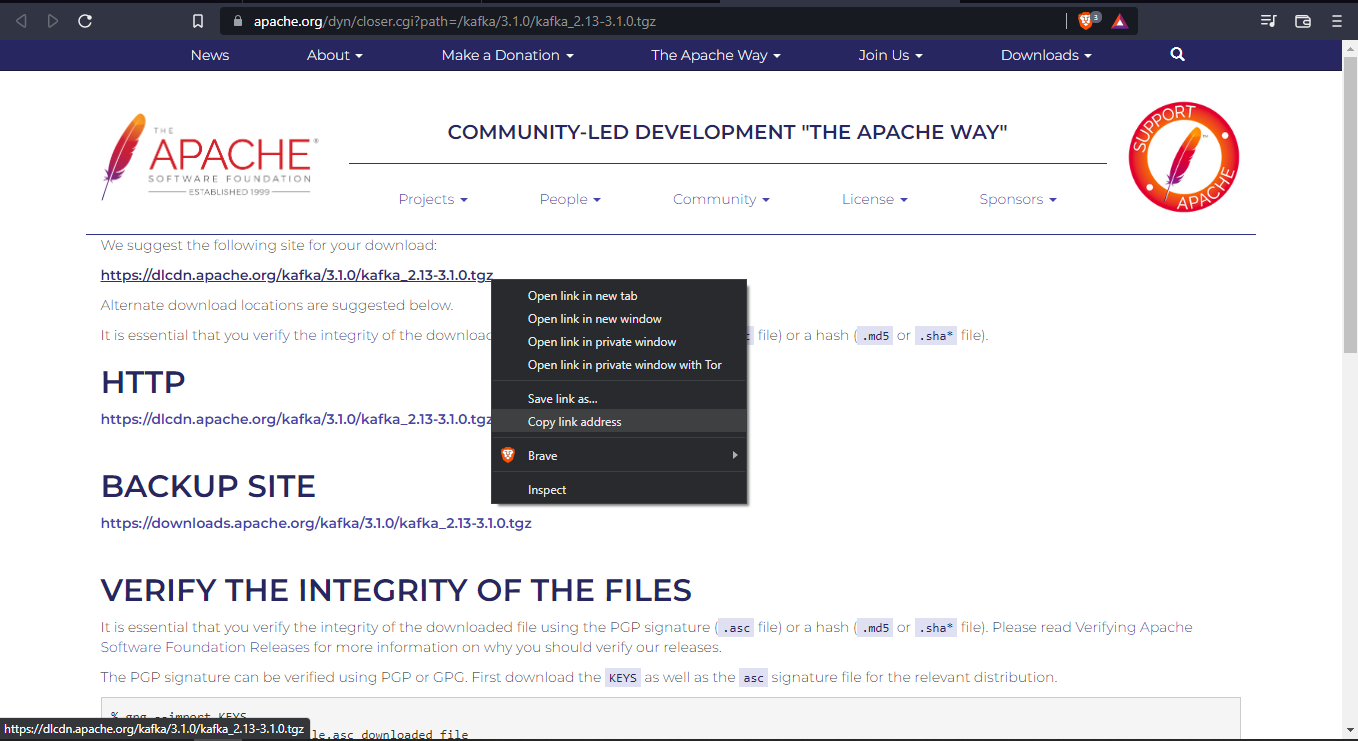 apache.org/dyn/closer.cgi?path=/kafka/3.1.0/kafka_2.13-3.1.0.tgz
3
News About Make a Donation The Apache Way Join Us Downloads
THE
APACHE®
SOFTWARE FOUNDATION
ESTABLISHED 1999
COMMUNITY-LED DEVELOPMENT "THE APACHE WAY"
SUPPORT
APACHE
Projects People Community License Sponsors
We suggest the following site for your download:
https://dlcdn.apache.org/kafka/3.1.0/kafka_2.13-3.1.0.tgz
Alternate download locations are suggested below.
It is essential that you verify the integrity of the downloa file) or a hash ( .md5 or .sha* file).
Open link in new tab
Open link in new window
Open link in private window
Open link in private window with Tor
Save link as...
Copy link address
Brave
Inspect
HTTP
https://dlcdn.apache.org/kafka/3.1.0/kafka_2.13-3.1.0.tgz
BACKUP SITE
https://downloads.apache.org/kafka/3.1.0/kafka_2.13-3.1.0.tgz
VERIFY THE INTEGRITY OF THE FILES
It is essential that you verify the integrity of the downloaded file using the PGP signature ( .asc file) or a hash ( .md5 or .sha* file). Please read Verifying Apache
Software Foundation Releases for more information on why you should verify our releases.
The PGP signature can be verified using PGP or GPG. First download the KEYS as well as the asc signature file for the relevant distribution.
% gpg --import KEYS
le.asc downloaded_file
https://dlcdn.apache.org/kafka/3.1.0/kafka_2.13-3.1.0.tgz